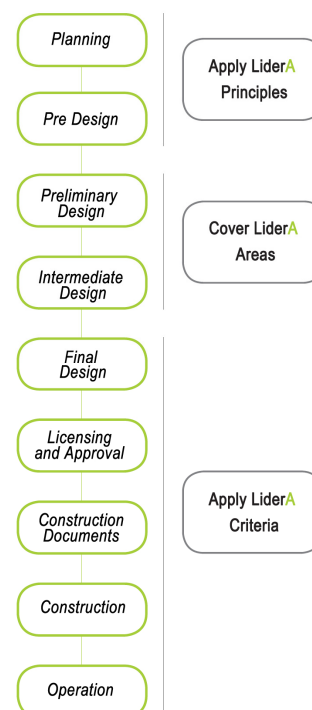 Planning
Pre Design
Apply LiderA
Principles
Preliminary
Design
Intermediate
Design
Cover LiderA
Areas
Final
Design
Licensing
and Approval
Construction
Documents
Construction
Operation
Apply LiderA
Criteria